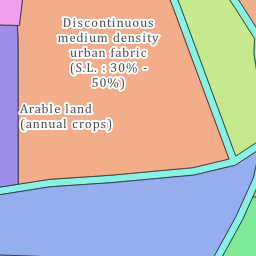 Discontinuous
medium density
urban fabric
(S.L. : 30% -
50%)
Arable land
(annual crops)